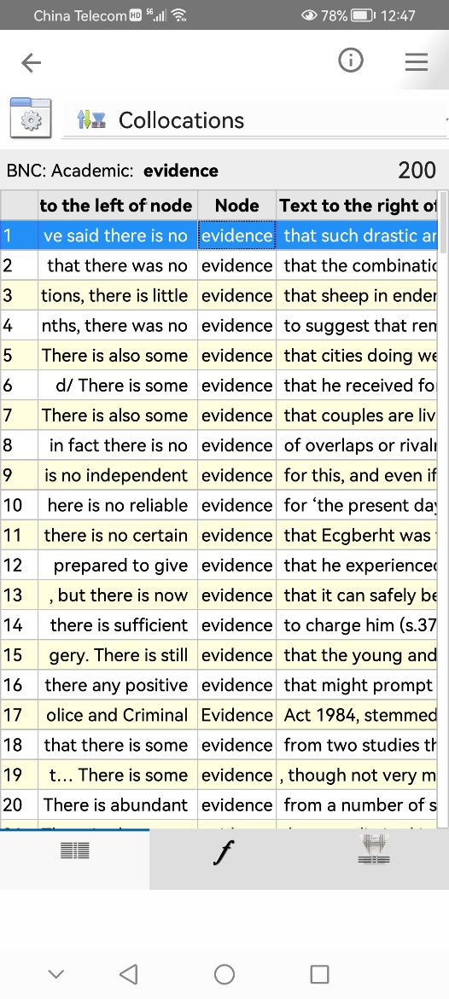 China Telecom HD 5G 78% 12:47
Collocations
BNC: Academic: evidence 200
to the left of node Node Text to the right of
1 ve said there is no evidence that such drastic ar
2 that there was no evidence that the combinatio
3 tions, there is little evidence that sheep in ender
4 nths, there was no evidence to suggest that rem
5 There is also some evidence that cities doing we
6 d/ There is some evidence that he received fo
7 There is also some evidence that couples are liv
8 in fact there is no evidence of overlaps or rivalr
9 is no independent evidence for this, and even if
10 here is no reliable evidence for ‘the present day
11 there is no certain evidence that Ecgberht was
12 prepared to give evidence that he experienced
13 , but there is now evidence that it can safely be
14 there is sufficient evidence to charge him (s.37
15 gery. There is still evidence that the young and
16 there any positive evidence that might prompt
17 olice and Criminal Evidence Act 1984, stemmed
18 that there is some evidence from two studies th
19 t… There is some evidence , though not very m
20 There is abundant evidence from a number of s
f